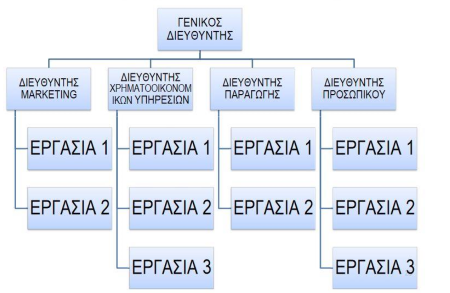 ΓΕΝΙΚΟΣ
ΔΙΕΥΘΥΝΤΗΣ
ΔΙΕΥΘΥΝΤΗΣ
MARKETING
ΔΙΕΥΘΥΝΤΗΣ
ΧΡΗΜΑΤΟΟΙΚΟΝΟΜ
ΙΚΩΝ ΥΠΗΡΕΣΙΩΝ
ΔΙΕΥΘΥΝΤΗΣ
ΠΑΡΑΓΩΓΗΣ
ΔΙΕΥΘΥΝΤΗΣ
ΠΡΟΣΩΠΙΚΟΥ
ΕΡΓΑΣΙΑ 1
ΕΡΓΑΣΙΑ 1
ΕΡΓΑΣΙΑ 1
ΕΡΓΑΣΙΑ 1
ΕΡΓΑΣΙΑ 2
ΕΡΓΑΣΙΑ 2
ΕΡΓΑΣΙΑ 2
ΕΡΓΑΣΙΑ 2
ΕΡΓΑΣΙΑ 3
ΕΡΓΑΣΙΑ 3